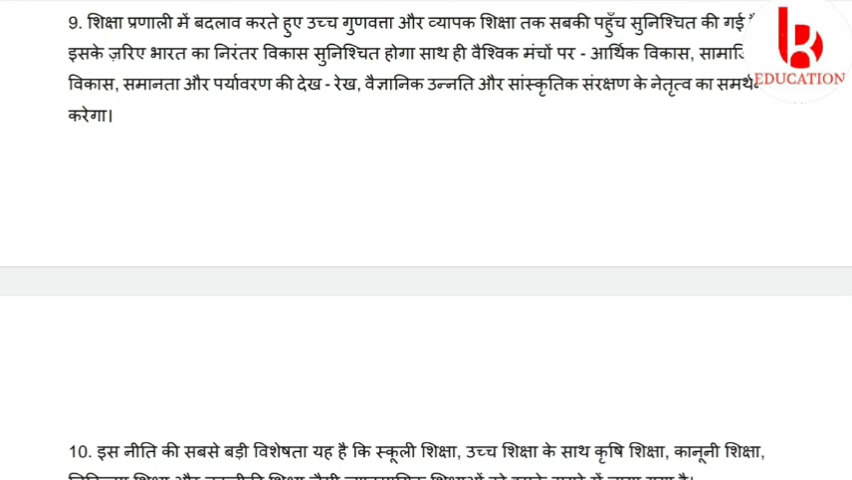 9. शिक्षा प्रणाली में बदलाव करते हुए उच्च गुणवत्ता और व्यापक शिक्षा तक सबकी पहुँच सुनिश्चित की गई
इसके ज़रिए भारत का निरंतर विकास सुनिश्चित होगा साथ ही वैश्विक मंचों पर - आर्थिक विकास,
विकास, समानता और पर्यावरण की देख - रेख, वैज्ञानिक उन्नति और सांस्कृतिक संरक्षण के नेतृत्व का
करेगा।
EDUCATION
10. इस नीति की सबसे बड़ी विशेषता यह है कि स्कूली शिक्षा, उच्च शिक्षा के साथ कृषि शिक्षा, कानूनी शिक्षा,